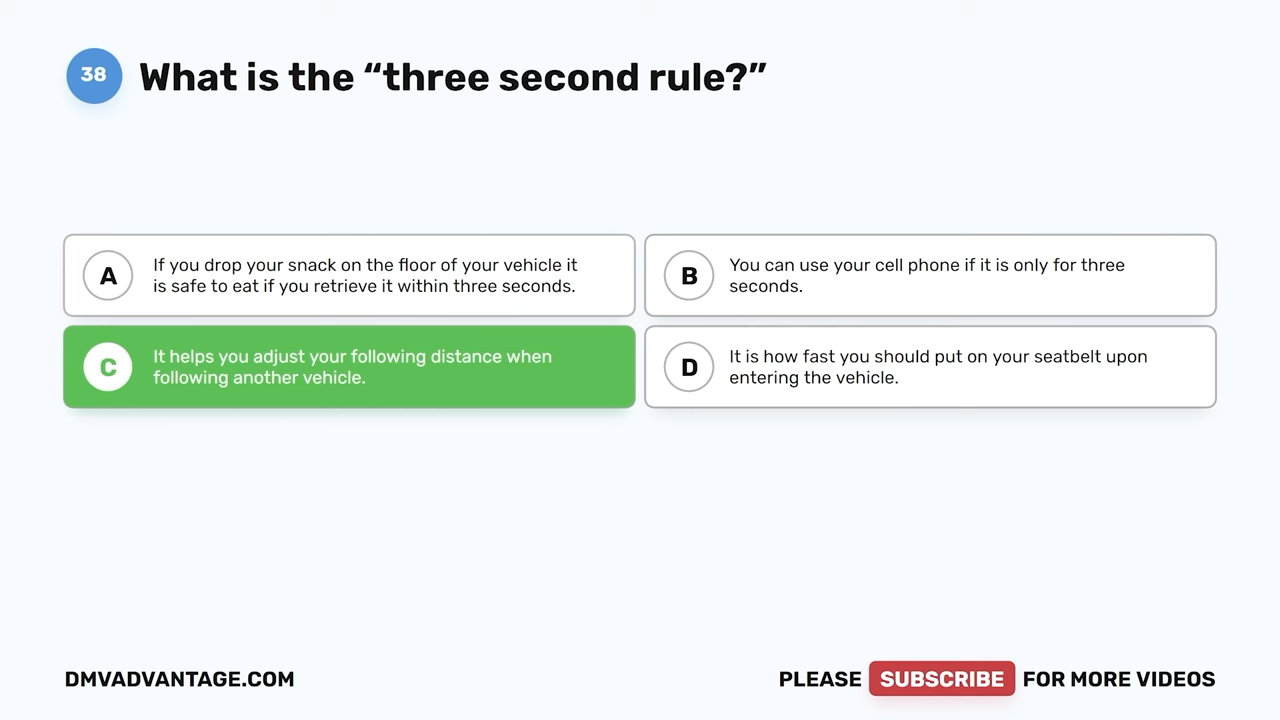 38
What is the “three second rule?”
A
If you drop your snack on the floor of your vehicle it
is safe to eat if you retrieve it within three seconds.
B
You can use your cell phone if it is only for three
seconds.
C
It helps you adjust your following distance when
following another vehicle.
D
It is how fast you should put on your seatbelt upon
entering the vehicle.
DMVADVANTAGE.COM
PLEASE SUBSCRIBE FOR MORE VIDEOS